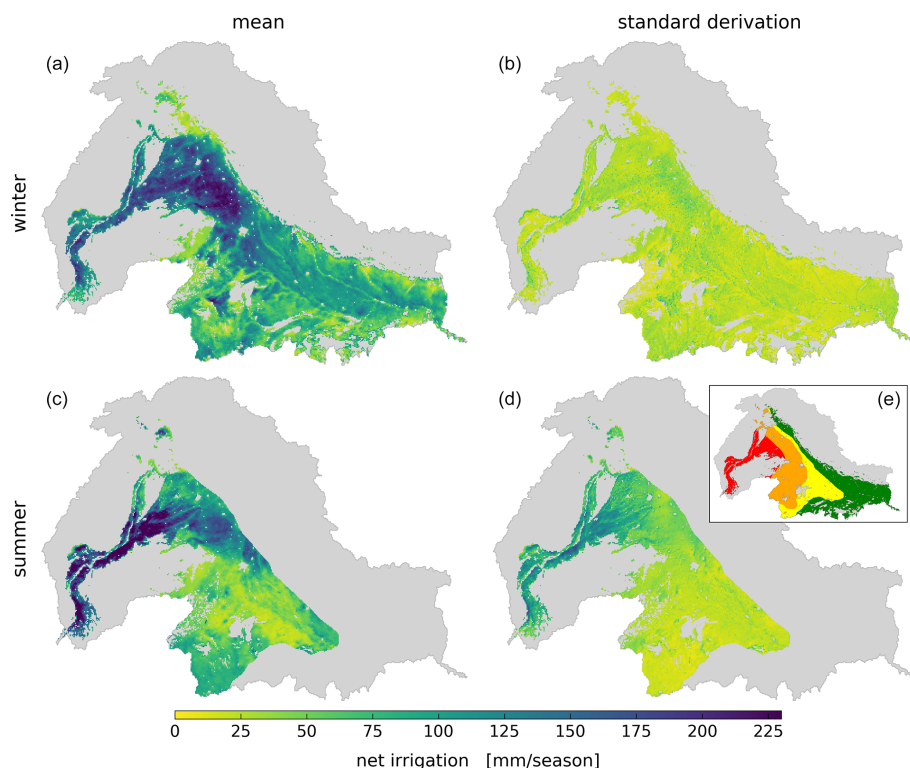 mean
standard derivation
(a)
(b)
winter
(c)
(d)
(e)
summer
0 25 50 75 100 125 150 175 200 225
net irrigation [mm/season]